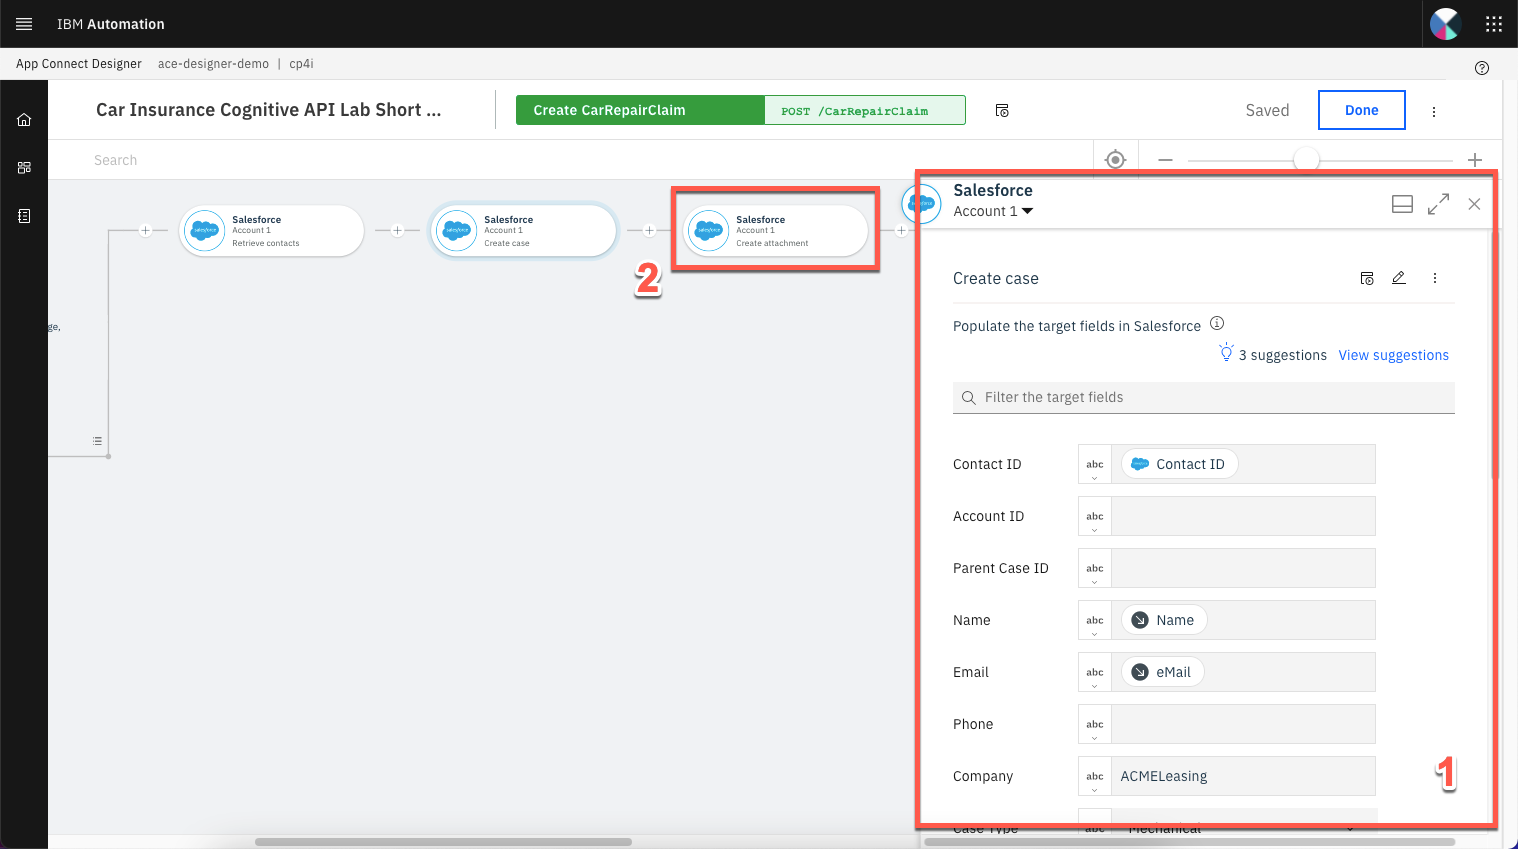 IBM Automation
App Connect Designer ace-designer-demo | cp4i
Car Insurance Cognitive API Lab Short ...
Create CarRepairClaim
POST /CarRepairClaim
Saved
Done
Search
Salesforce
Account 1
Retrieve contacts
Salesforce
Account 1
Create case
Salesforce
Account 1
Create attachment
2
ge,
Salesforce
Account 1
Create case
Populate the target fields in Salesforce
3 suggestions View suggestions
Filter the target fields
Contact ID abc Contact ID
Account ID abc
Parent Case ID abc
Name abc Name
Email abc eMail
Phone abc
Company abc ACMELeasing
1
Case Type abc Mechanical